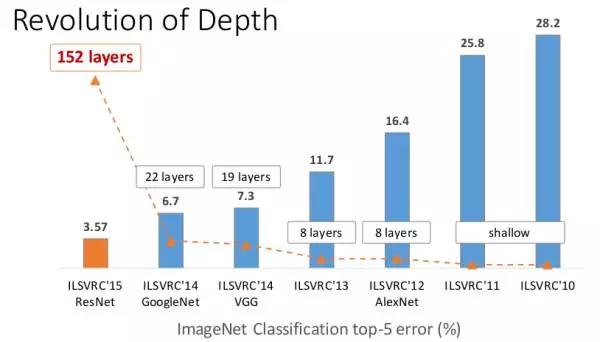 Revolution of Depth
28.2
25.8
152 layers
16.4
11.7
22 layers
19 layers
7.3
6.7
3.57
8 layers
8 layers
shallow
ILSVRC'15
ResNet
ILSVRC'14
GoogleNet
ILSVRC'14
VGG
ILSVRC'13
ILSVRC'12
AlexNet
ILSVRC'11
ILSVRC'10
ImageNet Classification top-5 error (%)